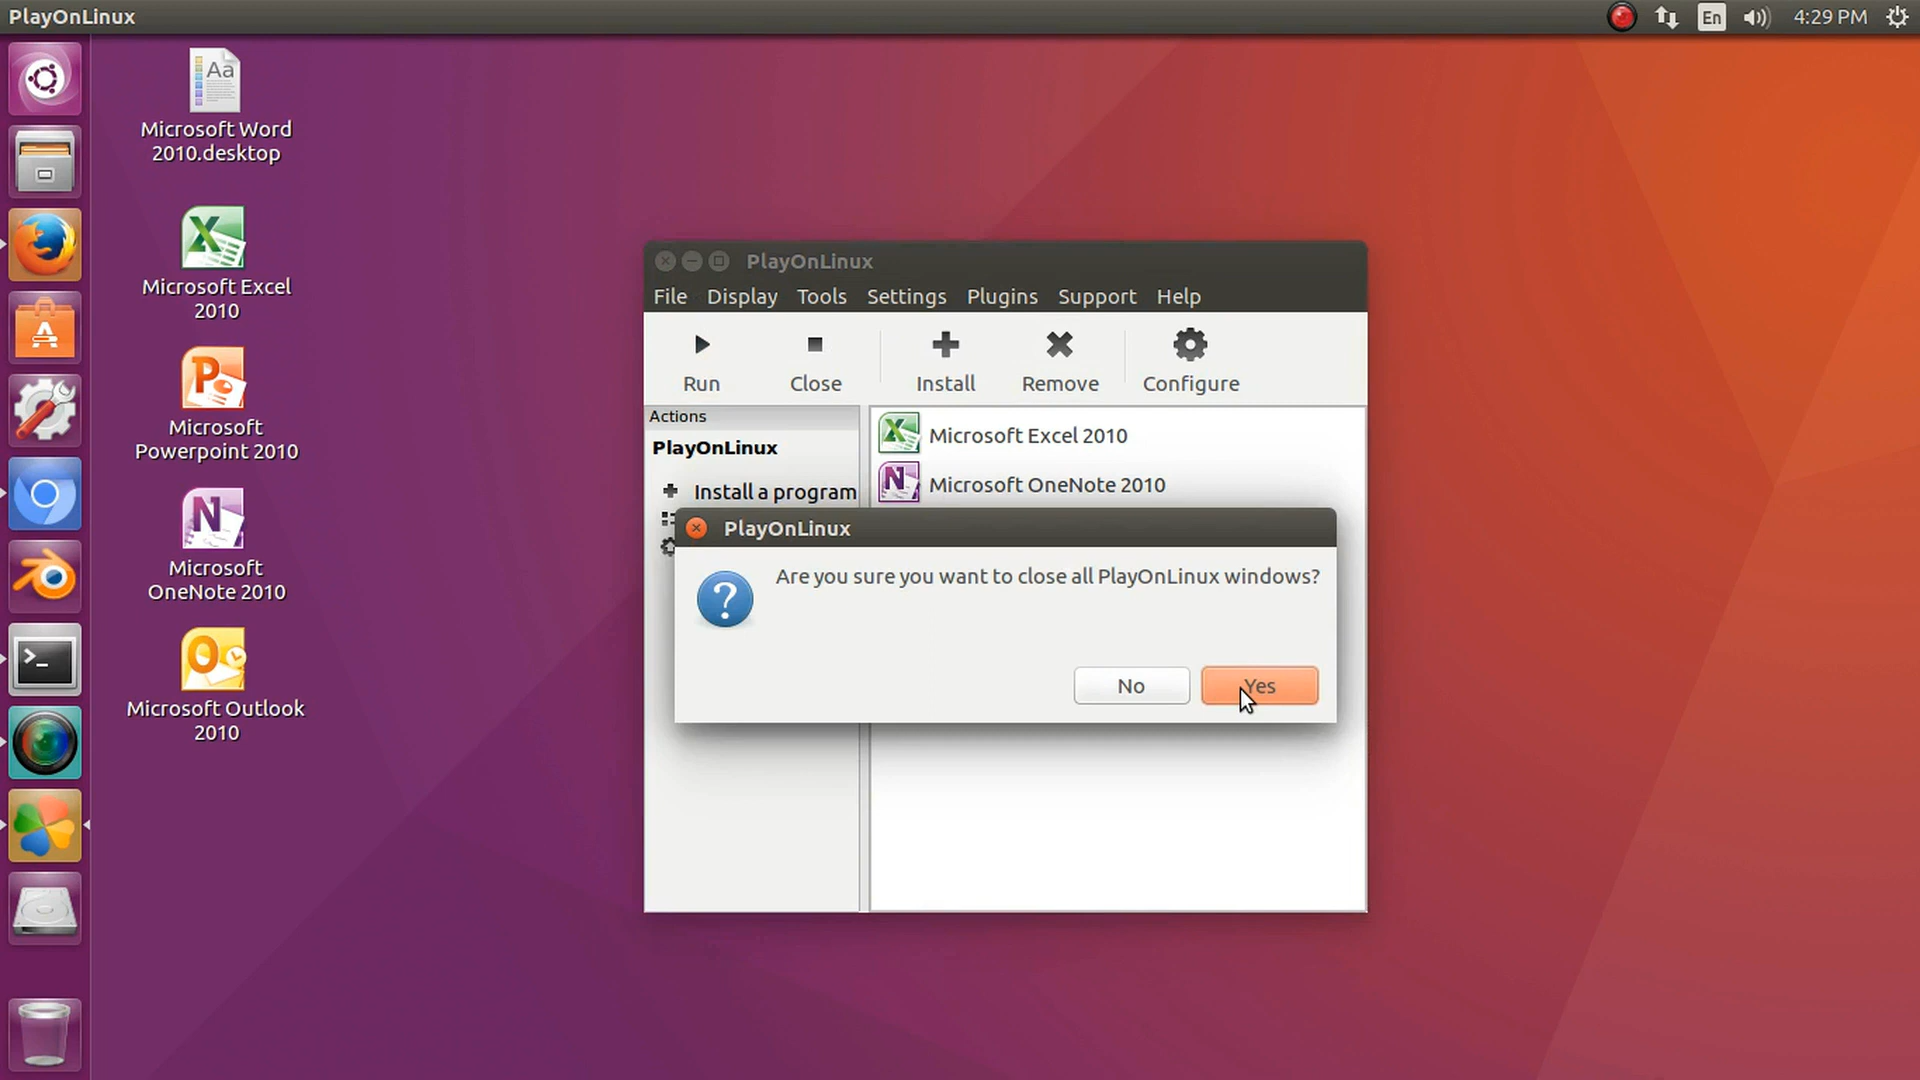 PlayOnLinux
En
4:29 PM
Aa
Microsoft Word
2010.desktop
Microsoft Excel
2010
Microsoft
Powerpoint 2010
Microsoft
OneNote 2010
Microsoft Outlook
2010
PlayOnLinux
File Display Tools Settings Plugins Support Help
Run Close Install Remove Configure
Actions
PlayOnLinux
Install a program
Microsoft Excel 2010
Microsoft OneNote 2010
PlayOnLinux
Are you sure you want to close all PlayOnLinux windows?
No Yes